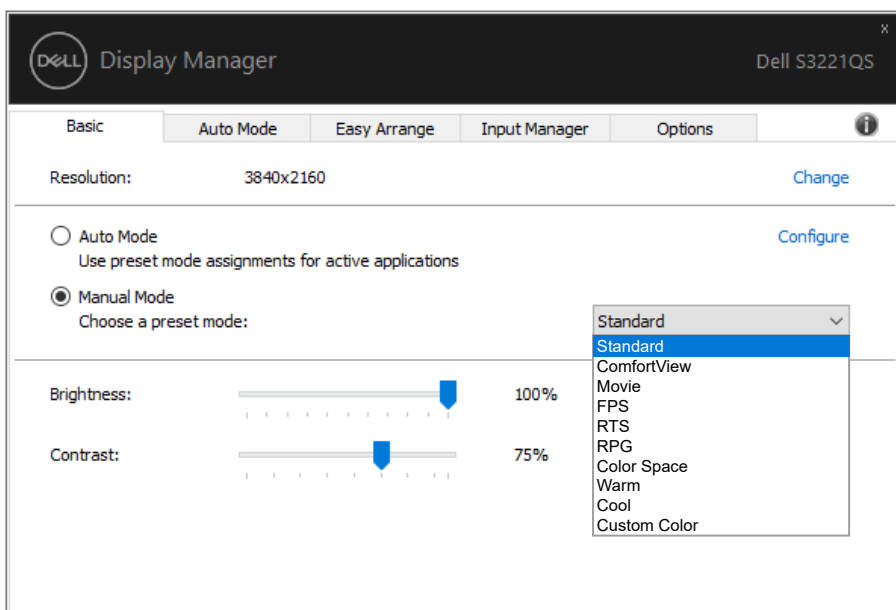 x
DELL Display Manager Dell S3221QS
Basic Auto Mode Easy Arrange Input Manager Options i
Resolution: 3840x2160 Change
Auto Mode Configure
Use preset mode assignments for active applications
Manual Mode
Choose a preset mode: Standard
Standard
ComfortView
Movie
FPS
RTS
RPG
Color Space
Warm
Cool
Custom Color
Brightness: 100%
Contrast: 75%